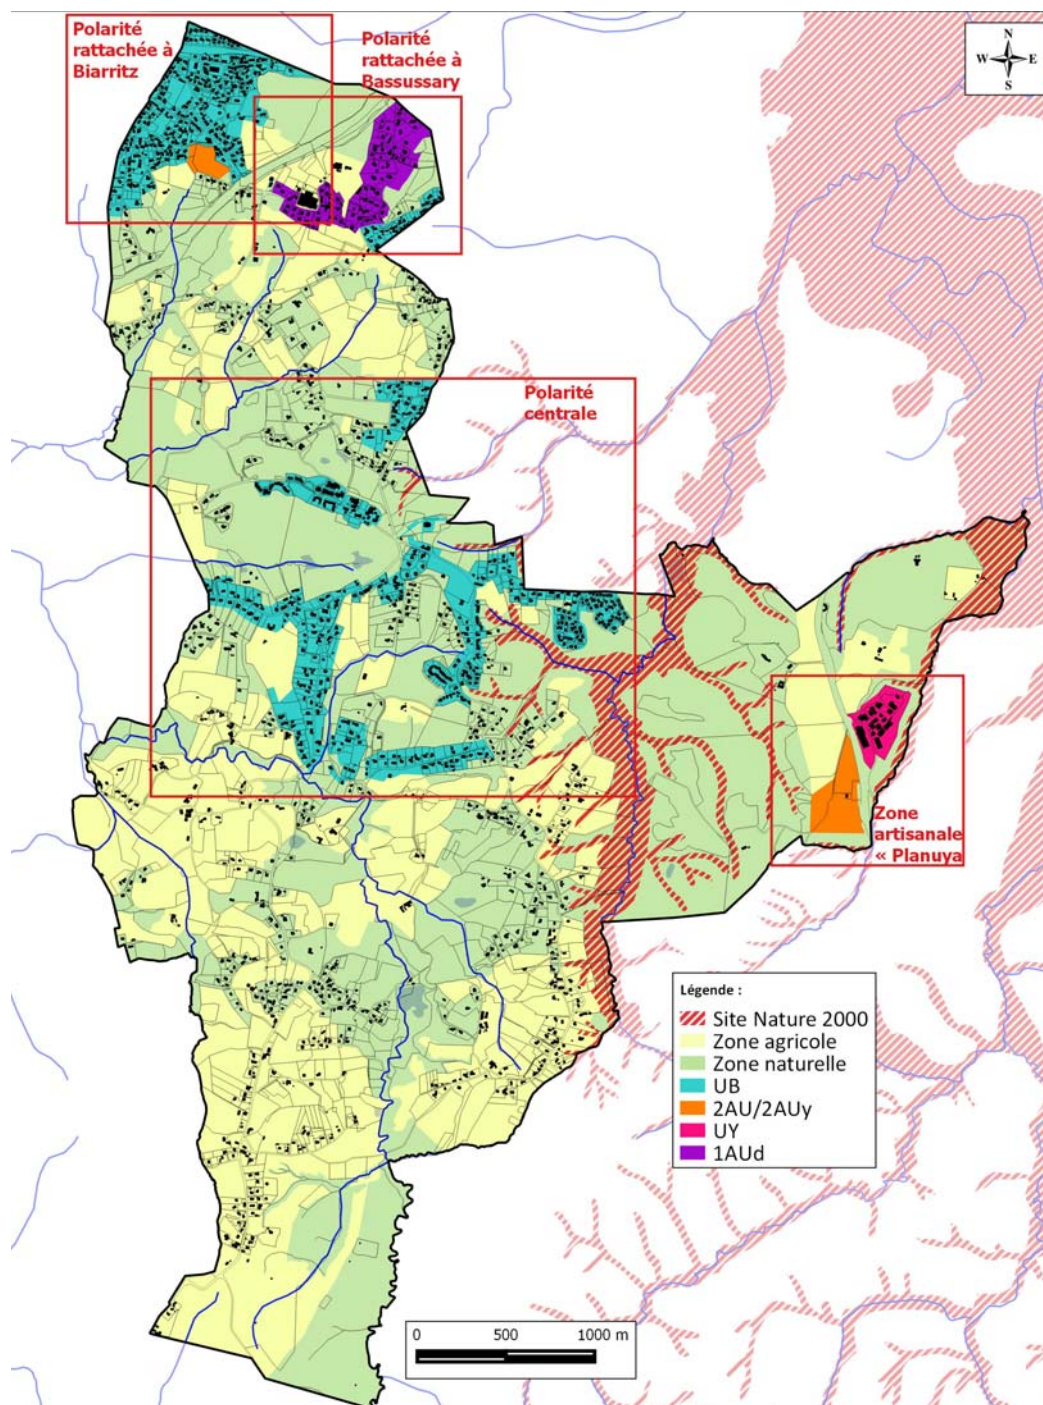 Polarité
rattachée à
Biarritz
Polarité
rattachée à
Bassussary
N
W E
S
Polarité
centrale
Zone
artisanale
« Planuya
Légende :
Site Nature 2000
Zone agricole
Zone naturelle
UB
2AU/2AUy
UY
1AUd
0 500 1000 m